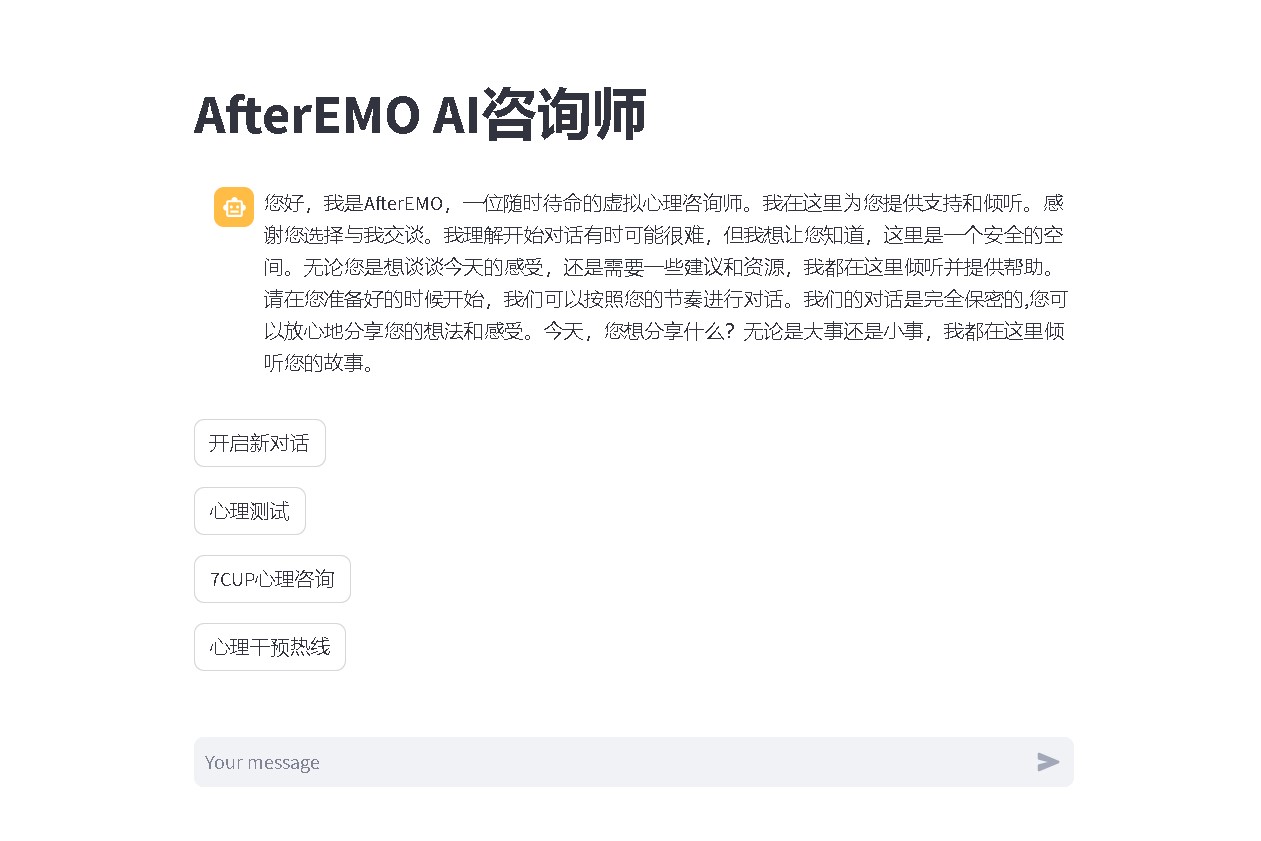 AfterEMO AI咨询师
您好，我是AfterEMO，一位随时待命的虚拟心理咨询师。我在这里为您提供支持和倾听。感
谢您选择与我交谈。我理解开始对话有时可能很难，但我想让您知道，这里是一个安全的空
间。无论您是想谈谈今天的感受，还是需要一些建议和资源，我都在这里倾听并提供帮助。
请在您准备好的时候开始，我们可以按照您的节奏进行对话。我们的对话是完全保密的,您可
以放心地分享您的想法和感受。今天，您想分享什么？无论是大事还是小事，我都在这里倾
听您的故事。
开启新对话
心理测试
7CUP心理咨询
心理干预热线
Your message